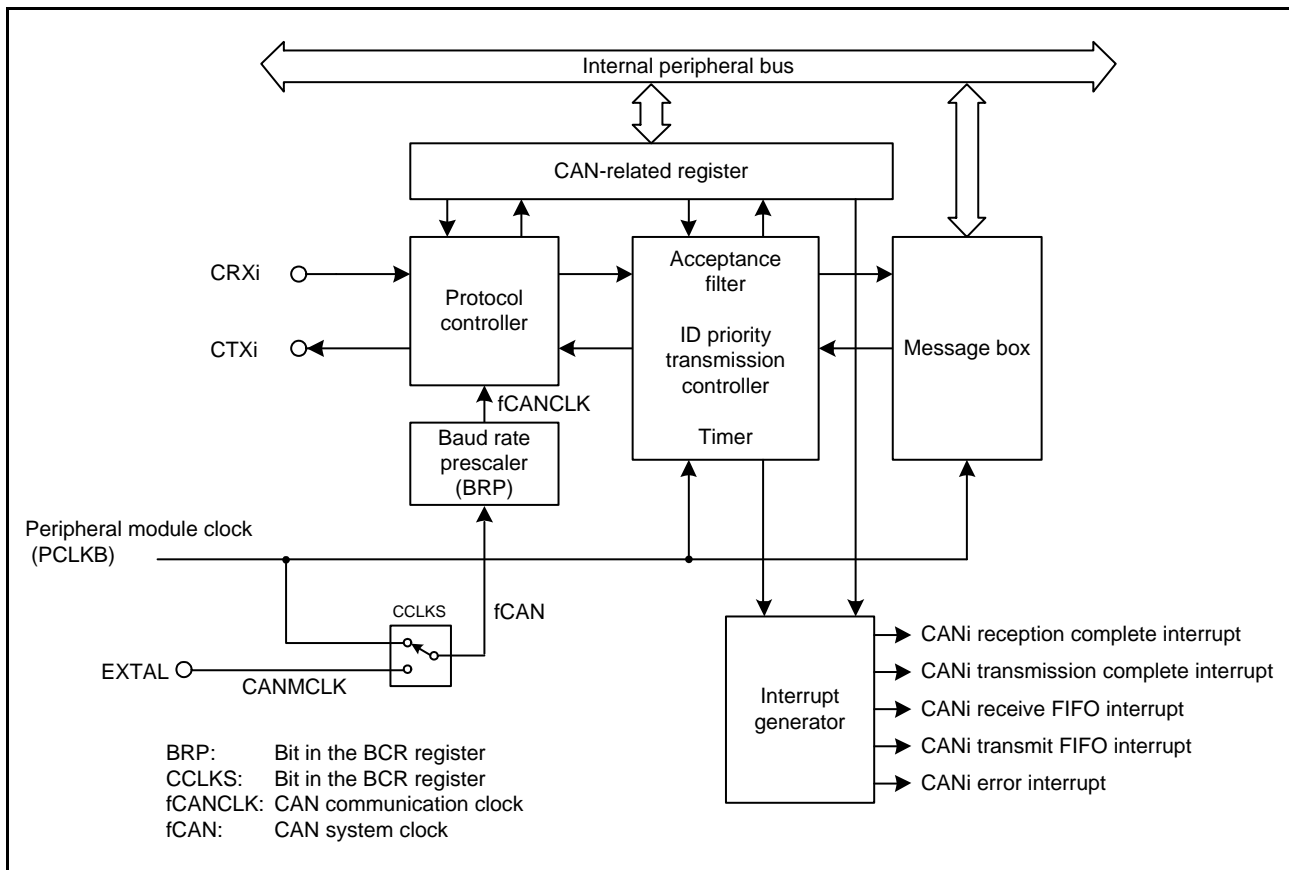 Internal peripheral bus
CAN-related register
CRXi
CTXi
Protocol
controller
Acceptance
filter
ID priority
transmission
controller
Timer
Message box
fCANCLK
Baud rate
prescaler
(BRP)
Peripheral module clock
(PCLKB)
CCLKS
fCAN
EXTAL
CANMCLK
Interrupt
generator
CANi reception complete interrupt
CANi transmission complete interrupt
CANi receive FIFO interrupt
CANi transmit FIFO interrupt
CANi error interrupt
BRP: Bit in the BCR register
CCLKS: Bit in the BCR register
fCANCLK: CAN communication clock
fCAN: CAN system clock